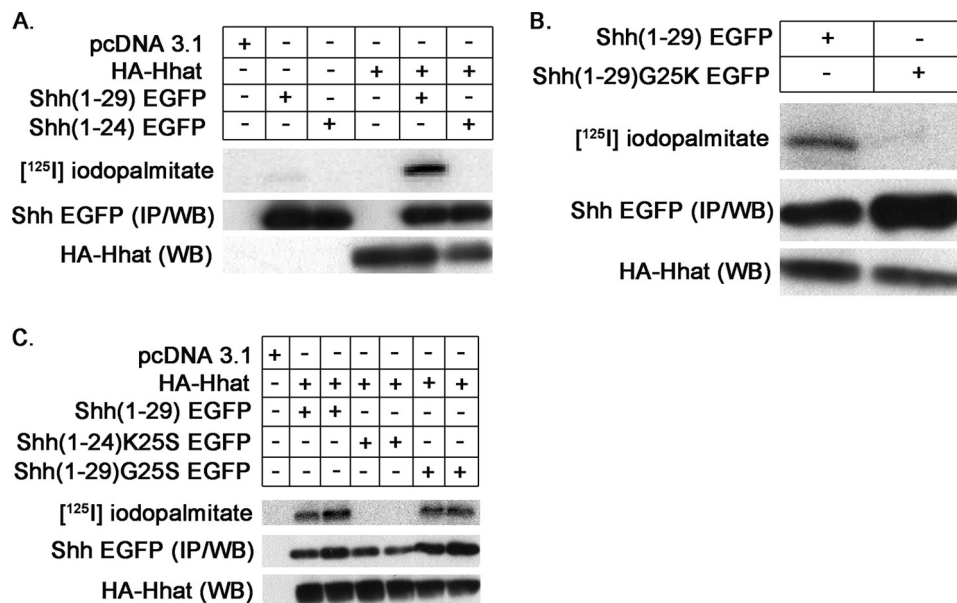 A.
pcDNA 3.1 + - - - - -
HA-Hhat - - - + + +
Shh(1-29) EGFP - + - - + -
Shh(1-24) EGFP - - + - - +
[¹²⁵I] iodopalmitate
Shh EGFP (IP/WB)
HA-Hhat (WB)
B.
Shh(1-29) EGFP + -
Shh(1-29)G25K EGFP - +
[¹²⁵I] iodopalmitate
Shh EGFP (IP/WB)
HA-Hhat (WB)
C.
pcDNA 3.1 + - - - - - -
HA-Hhat - + + + + + +
Shh(1-29) EGFP - + + - - - -
Shh(1-24)K25S EGFP - - - + + - -
Shh(1-29)G25S EGFP - - - - - + +
[¹²⁵I] iodopalmitate
Shh EGFP (IP/WB)
HA-Hhat (WB)